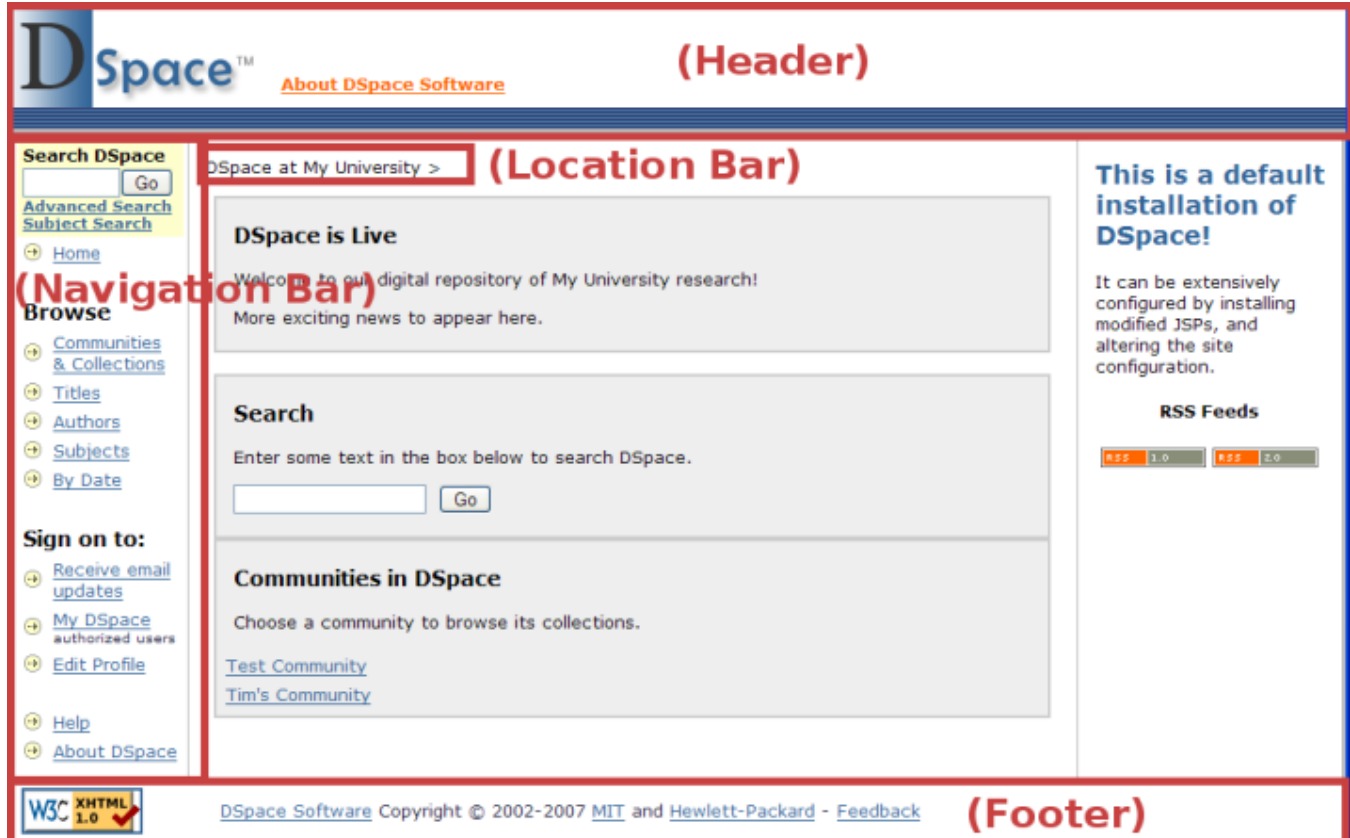 DSpace™
About DSpace Software
(Header)
Search DSpace
Go
Advanced Search
Subject Search
Home
(Navigation Bar)
Browse
Communities
& Collections
Titles
Authors
Subjects
By Date
Sign on to:
Receive email
updates
My DSpace
authorized users
Edit Profile
Help
About DSpace
DSpace at My University >
(Location Bar)
DSpace is Live
Welcome to our digital repository of My University research!
More exciting news to appear here.
Search
Enter some text in the box below to search DSpace.
Go
Communities in DSpace
Choose a community to browse its collections.
Test Community
Tim's Community
This is a default
installation of
DSpace!
It can be extensively
configured by installing
modified JSPs, and
altering the site
configuration.
RSS Feeds
RSS 1.0 RSS 2.0
W3C XHTML 1.0
DSpace Software Copyright © 2002-2007 MIT and Hewlett-Packard - Feedback
(Footer)